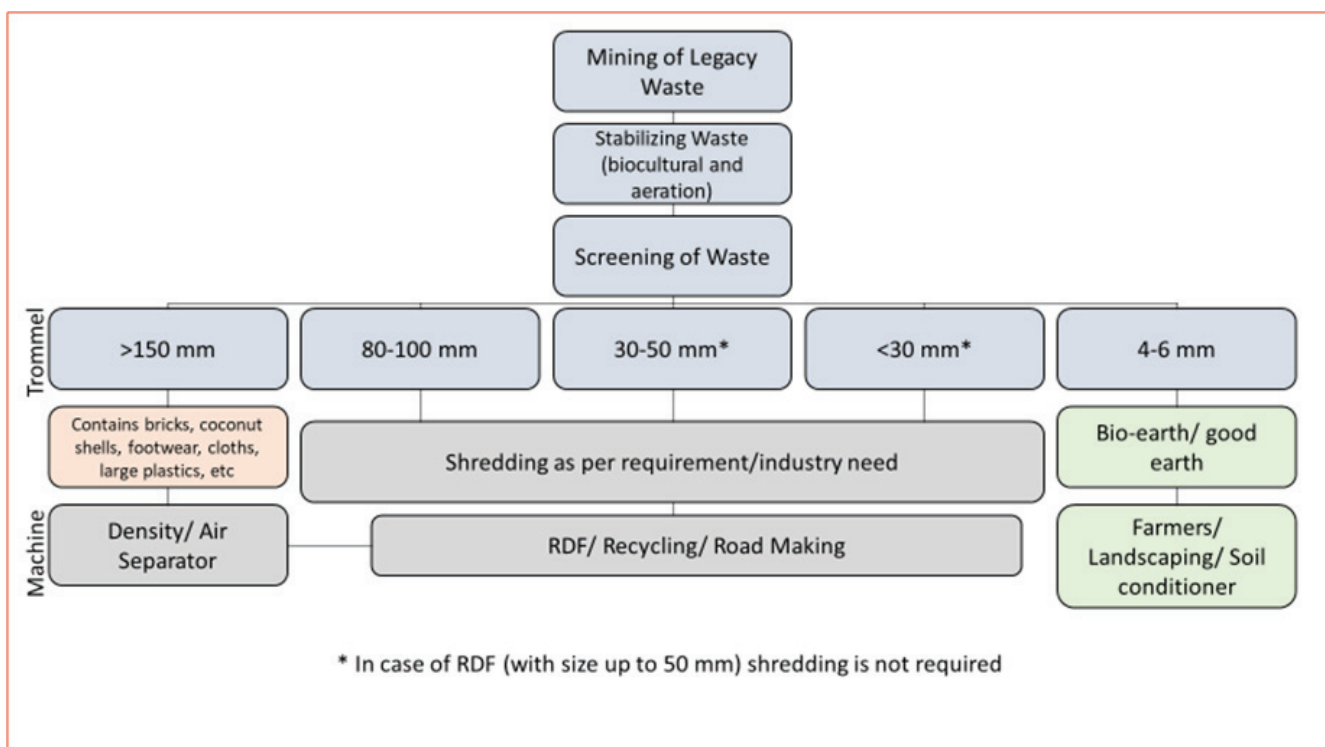 Mining of Legacy
Waste
Stabilizing Waste
(biocultural and
aeration)
Screening of Waste
Trommel
>150 mm
80-100 mm
30-50 mm*
<30 mm*
4-6 mm
Contains bricks, coconut
shells, footwear, cloths,
large plastics, etc
Shredding as per requirement/industry need
Bio-earth/ good
earth
Machine
Density/ Air
Separator
RDF/ Recycling/ Road Making
Farmers/
Landscaping/ Soil
conditioner
* In case of RDF (with size up to 50 mm) shredding is not required